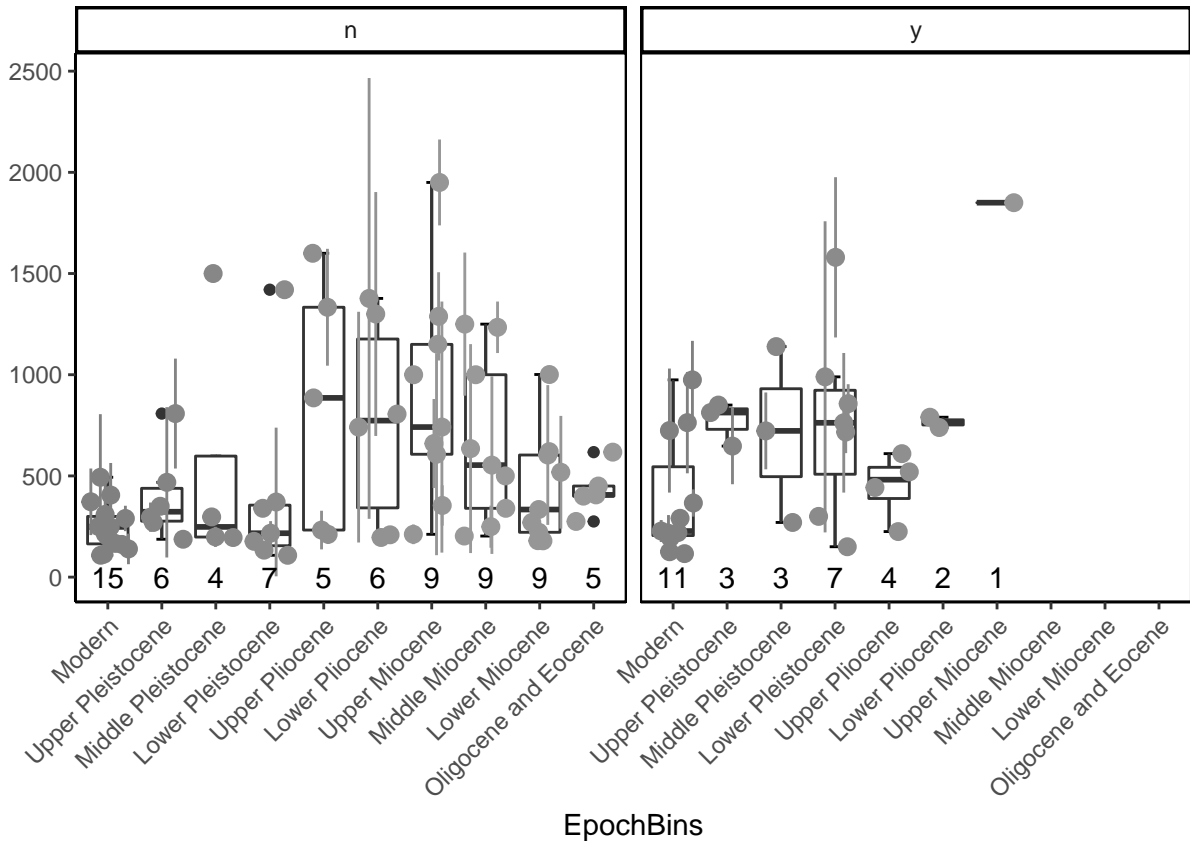 n y
2500
2000
1500
1000
500
0
15 6 4 7 5 6 9 9 9 5 11 3 3 7 4 2 1
Modern
Upper Pleistocene
Middle Pleistocene
Lower Pleistocene
Upper Pliocene
Lower Pliocene
Upper Miocene
Middle Miocene
Lower Miocene
Oligocene and Eocene
Modern
Upper Pleistocene
Middle Pleistocene
Lower Pleistocene
Upper Pliocene
Lower Pliocene
Upper Miocene
Middle Miocene
Lower Miocene
Oligocene and Eocene
EpochBins